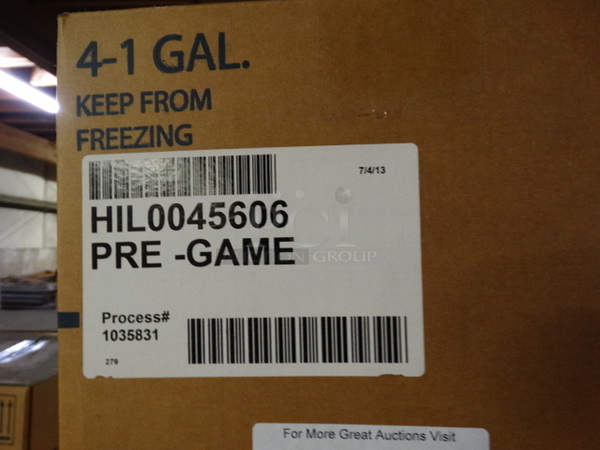 4-1 GAL.
KEEP FROM
FREEZING
7/4/13
HIL0045606
PRE -GAME
GROUP
Process#
1035831
279
For More Great Auctions Visit